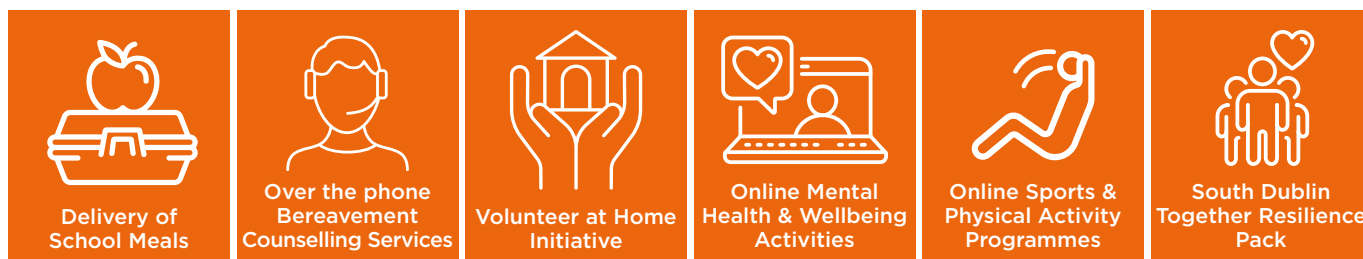 Delivery of
School Meals
Over the phone
Bereavement
Counselling Services
Volunteer at Home
Initiative
Online Mental
Health & Wellbeing
Activities
Online Sports &
Physical Activity
Programmes
South Dublin
Together Resilience
Pack